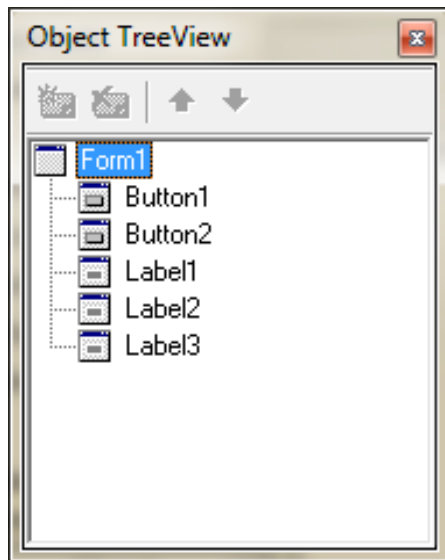 Object TreeView
Form1
Button1
Button2
Label1
Label2
Label3